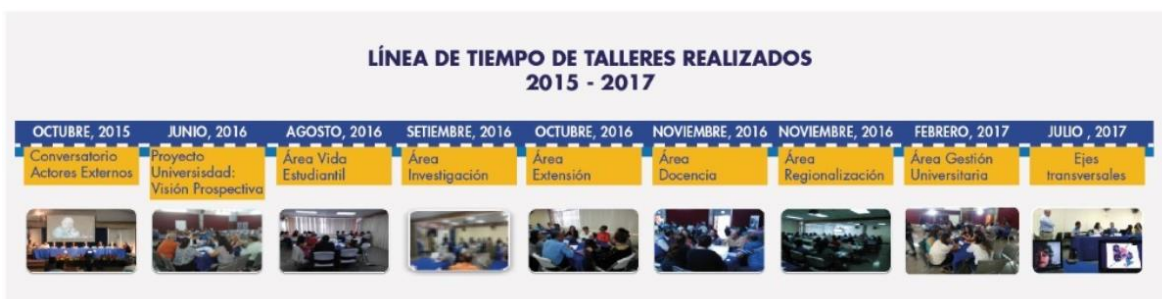 LÍNEA DE TIEMPO DE TALLERES REALIZADOS
2015 - 2017
OCTUBRE, 2015
Conversatorio
Actores Externos
JUNIO, 2016
Proyecto
Universisdad:
Visión Prospectiva
AGOSTO, 2016
Área Vida
Estudiantil
SETIEMBRE, 2016
Área
Investigación
OCTUBRE, 2016
Área
Extensión
NOVIEMBRE, 2016
Área
Docencia
NOVIEMBRE, 2016
Área
Regionalización
FEBRERO, 2017
Área Gestión
Universitaria
JULIO , 2017
Ejes
transversales